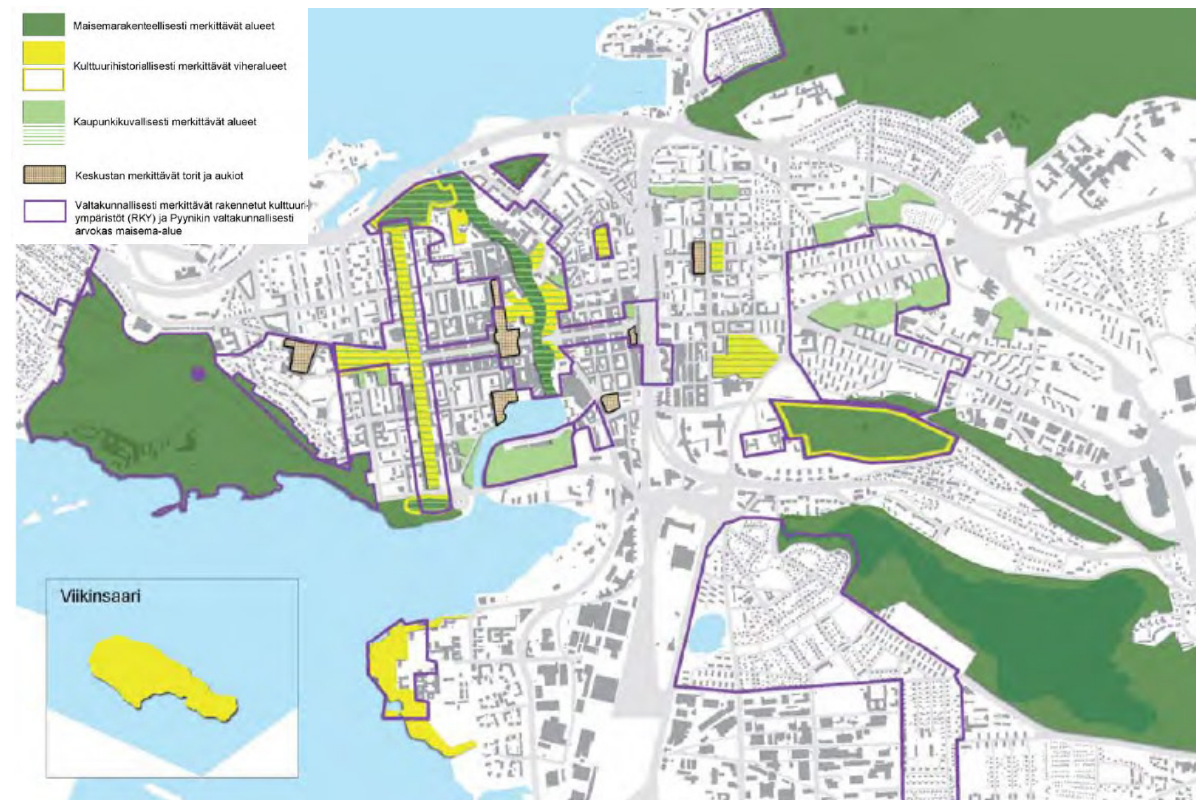 Maisemarakenteellisesti merkittävät alueet
Kulttuurihistoriallisesti merkittävät viheralueet
Kaupunkikuvallisesti merkittävät alueet
Keskustan merkittävät torit ja aukiot
Valtakunnallisesti merkittävät rakennetut kulttuuri-
ympäristöt (RKY) ja Pyynikin valtakunnallisesti
arvokas maisema-alue
Viikinsaari